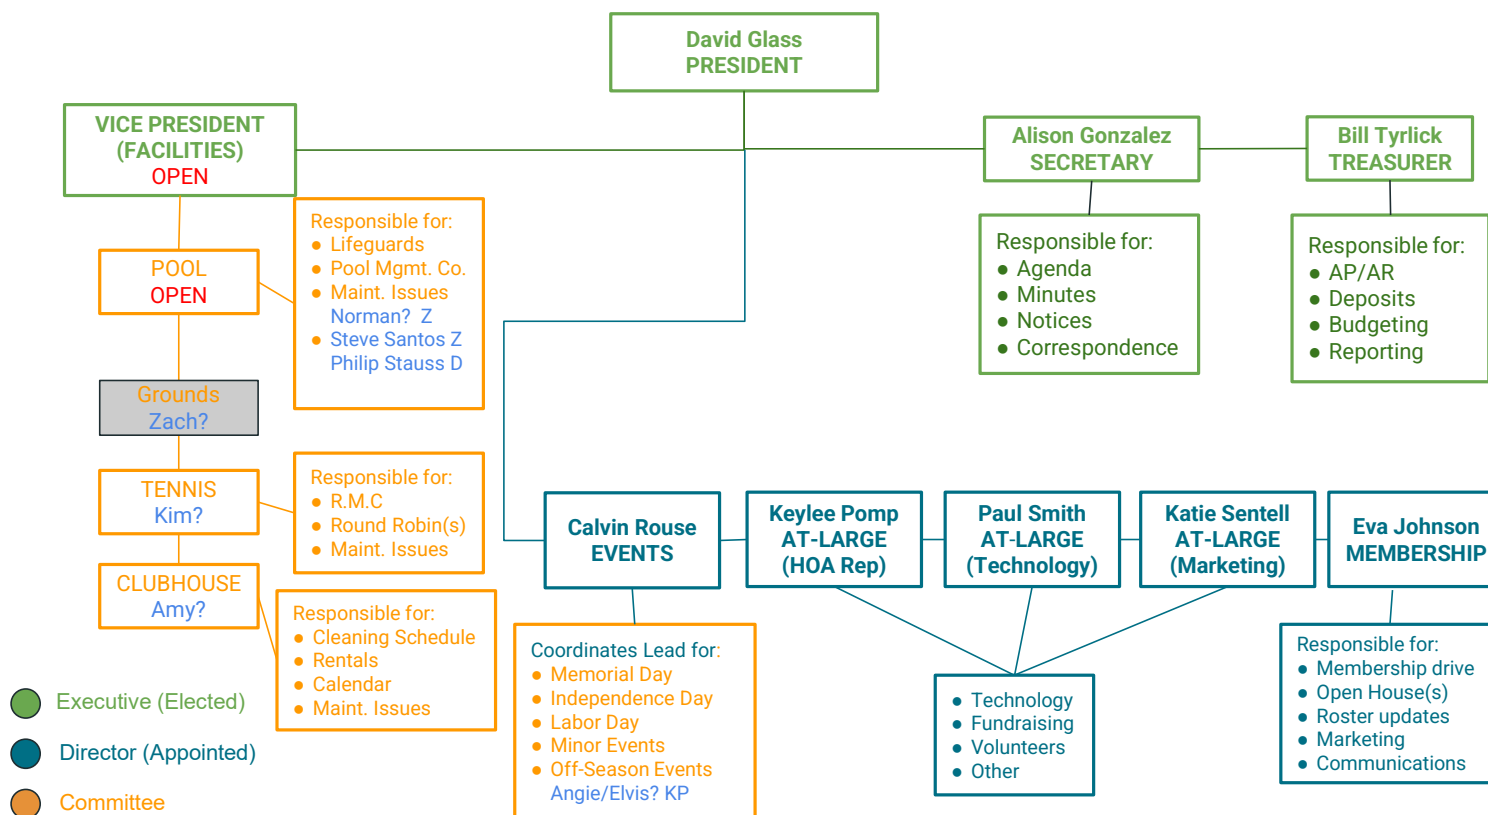 David Glass
PRESIDENT
VICE PRESIDENT
(FACILITIES)
OPEN
Alison Gonzalez
SECRETARY
Bill Tyrlick
TREASURER
Responsible for:
● Lifeguards
● Pool Mgmt. Co.
● Maint. Issues
Norman? Z
● Steve Santos Z
Philip Stauss D
POOL
OPEN
Responsible for:
● Agenda
● Minutes
● Notices
● Correspondence
Responsible for:
● AP/AR
● Deposits
● Budgeting
● Reporting
Grounds
Zach?
TENNIS
Kim?
Responsible for:
● R.M.C
● Round Robin(s)
● Maint. Issues
CLUBHOUSE
Amy?
Responsible for:
● Cleaning Schedule
● Rentals
● Calendar
● Maint. Issues
Calvin Rouse
EVENTS
Keylee Pomp
AT-LARGE
(HOA Rep)
Paul Smith
AT-LARGE
(Technology)
Katie Sentell
AT-LARGE
(Marketing)
Eva Johnson
MEMBERSHIP
Coordinates Lead for:
● Memorial Day
● Independence Day
● Labor Day
● Minor Events
● Off-Season Events
Angie/Elvis? KP
● Technology
● Fundraising
● Volunteers
● Other
Responsible for:
● Membership drive
● Open House(s)
● Roster updates
● Marketing
● Communications
Executive (Elected)
Director (Appointed)
Committee